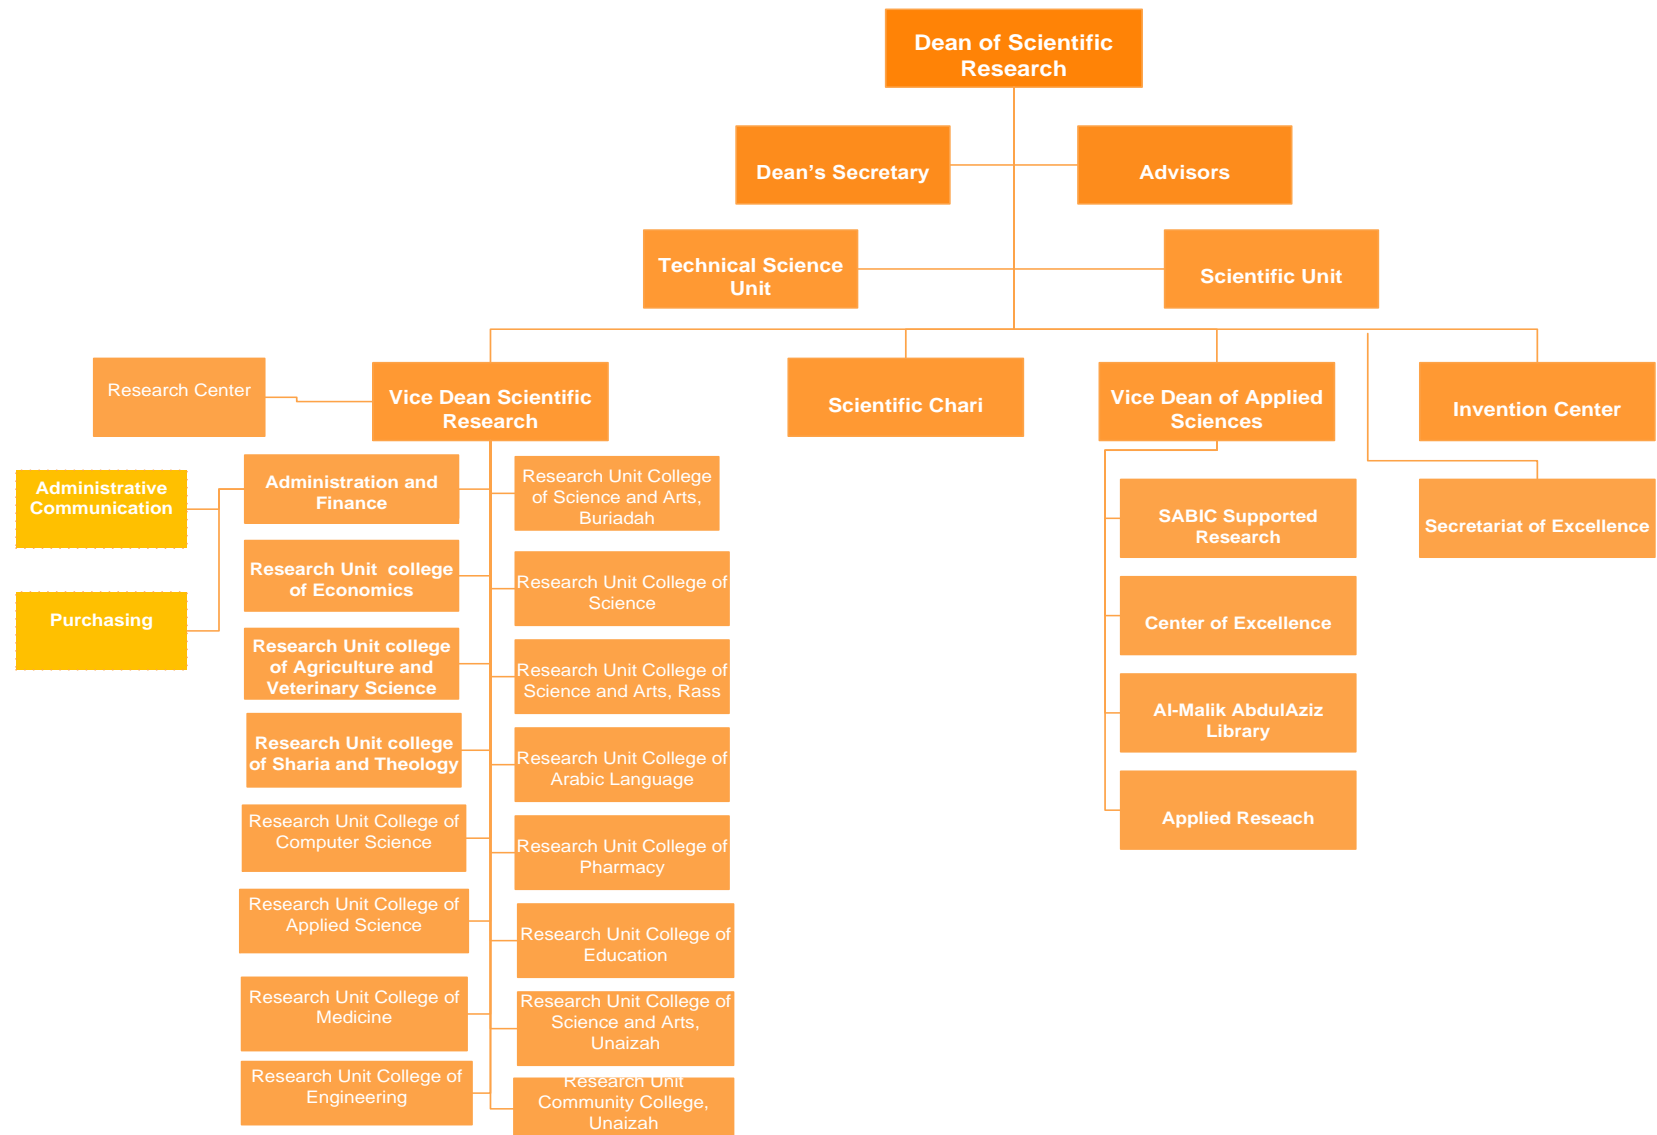 Dean of Scientific
Research
Dean’s Secretary
Advisors
Technical Science
Unit
Scientific Unit
Research Center
Vice Dean Scientific
Research
Scientific Chari
Vice Dean of Applied
Sciences
Invention Center
Administrative
Communication
Purchasing
Administration and
Finance
Research Unit college
of Economics
Research Unit college
of Agriculture and
Veterinary Science
Research Unit college
of Sharia and Theology
Research Unit College of
Computer Science
Research Unit College of
Applied Science
Research Unit College of
Medicine
Research Unit College of
Engineering
Research Unit College
of Science and Arts,
Buriadah
Research Unit College of
Science
Research Unit College of
Science and Arts, Rass
Research Unit College of
Arabic Language
Research Unit College of
Pharmacy
Research Unit College of
Education
Research Unit College of
Science and Arts,
Unaizah
Research Unit
Community College,
Unaizah
SABIC Supported
Research
Center of Excellence
Al-Malik AbdulAziz
Library
Applied Reseach
Secretariat of Excellence